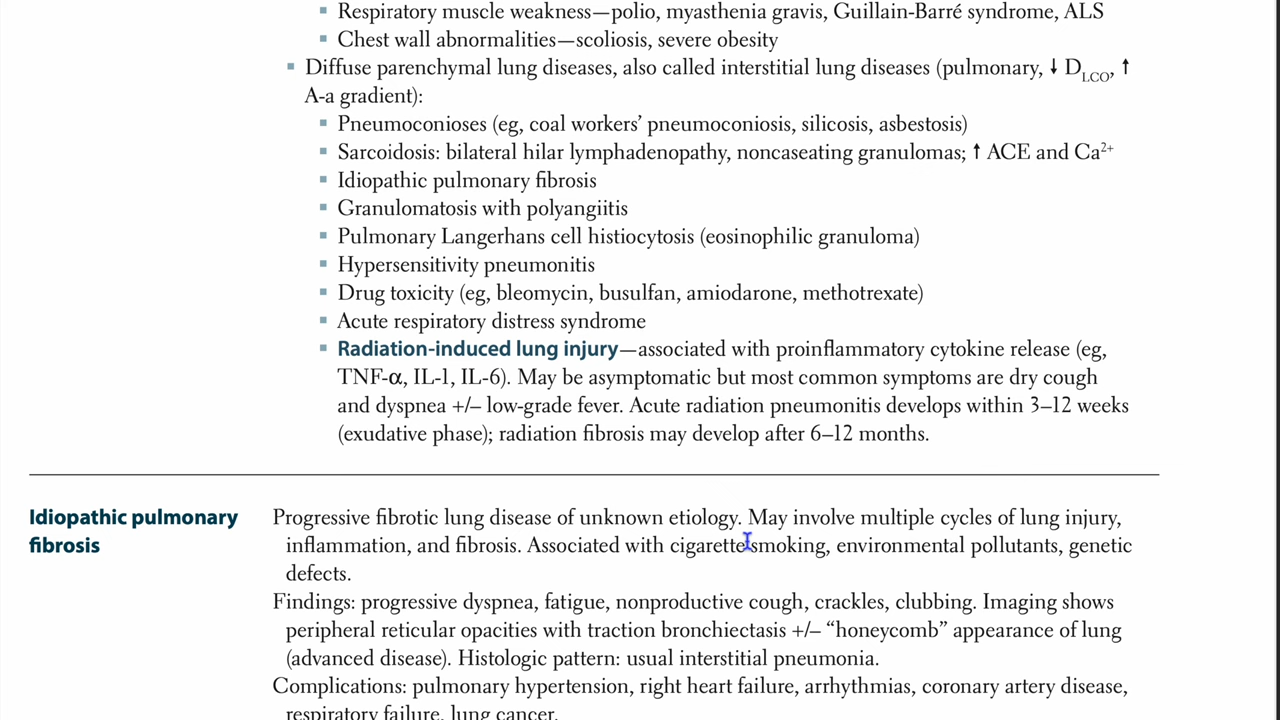 Respiratory muscle weakness—polio, myasthenia gravis, Guillain-Barré syndrome, ALS
Chest wall abnormalities—scoliosis, severe obesity
Diffuse parenchymal lung diseases, also called interstitial lung diseases (pulmonary, ↓ DLCO, ↑
A-a gradient):
Pneumoconioses (eg, coal workers’ pneumoconiosis, silicosis, asbestosis)
Sarcoidosis: bilateral hilar lymphadenopathy, noncaseating granulomas; ↑ ACE and Ca²⁺
Idiopathic pulmonary fibrosis
Granulomatosis with polyangiitis
Pulmonary Langerhans cell histiocytosis (eosinophilic granuloma)
Hypersensitivity pneumonitis
Drug toxicity (eg, bleomycin, busulfan, amiodarone, methotrexate)
Acute respiratory distress syndrome
Radiation-induced lung injury—associated with proinflammatory cytokine release (eg,
TNF-α, IL-1, IL-6). May be asymptomatic but most common symptoms are dry cough
and dyspnea +/– low-grade fever. Acute radiation pneumonitis develops within 3–12 weeks
(exudative phase); radiation fibrosis may develop after 6–12 months.
Idiopathic pulmonary
fibrosis
Progressive fibrotic lung disease of unknown etiology. May involve multiple cycles of lung injury,
inflammation, and fibrosis. Associated with cigarette smoking, environmental pollutants, genetic
defects.
Findings: progressive dyspnea, fatigue, nonproductive cough, crackles, clubbing. Imaging shows
peripheral reticular opacities with traction bronchiectasis +/– “honeycomb” appearance of lung
(advanced disease). Histologic pattern: usual interstitial pneumonia.
Complications: pulmonary hypertension, right heart failure, arrhythmias, coronary artery disease,
respiratory failure, lung cancer.